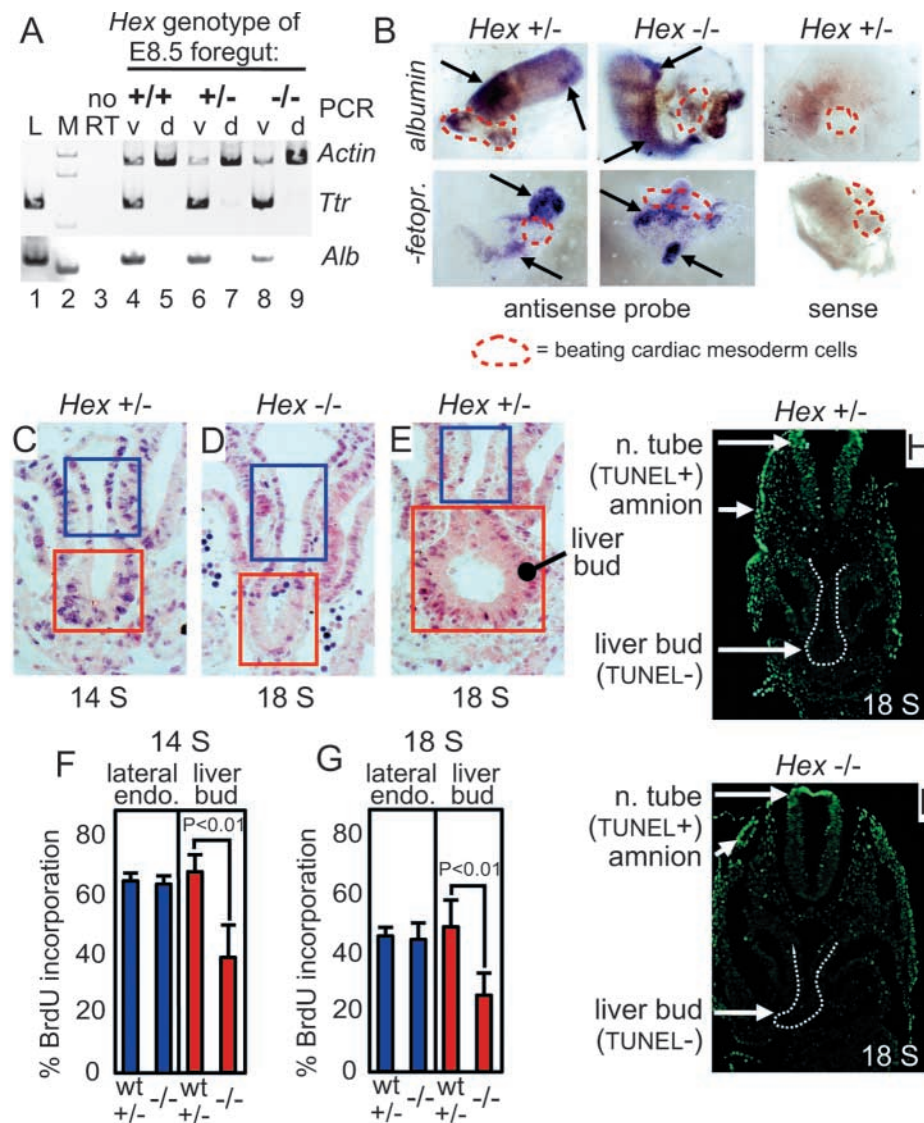 A
Hex genotype of
E8.5 foregut:
no RT
+/+
+/-
-/-
PCR
L M v d v d v d
Actin
Ttr
Alb
1 2 3 4 5 6 7 8 9
B
Hex +/-
Hex -/-
Hex +/-
albumin
-fetopr.
antisense probe
sense
= beating cardiac mesoderm cells
Hex +/-
Hex -/-
C
D
E
liver
bud
14 S
18 S
18 S
Hex +/-
H
n. tube
(TUNEL+)
amnion
liver bud
(TUNEL-)
18 S
F
14 S
lateral
endo.
liver
bud
P<0.01
% BrdU incorporation
80
60
40
20
0
wt
+/-
-/-
wt
+/-
-/-
G
18 S
lateral
endo.
liver
bud
P<0.01
% BrdU incorporation
80
60
40
20
0
wt
+/-
-/-
wt
+/-
-/-
Hex -/-
n. tube
(TUNEL+)
amnion
liver bud
(TUNEL-)
18 S